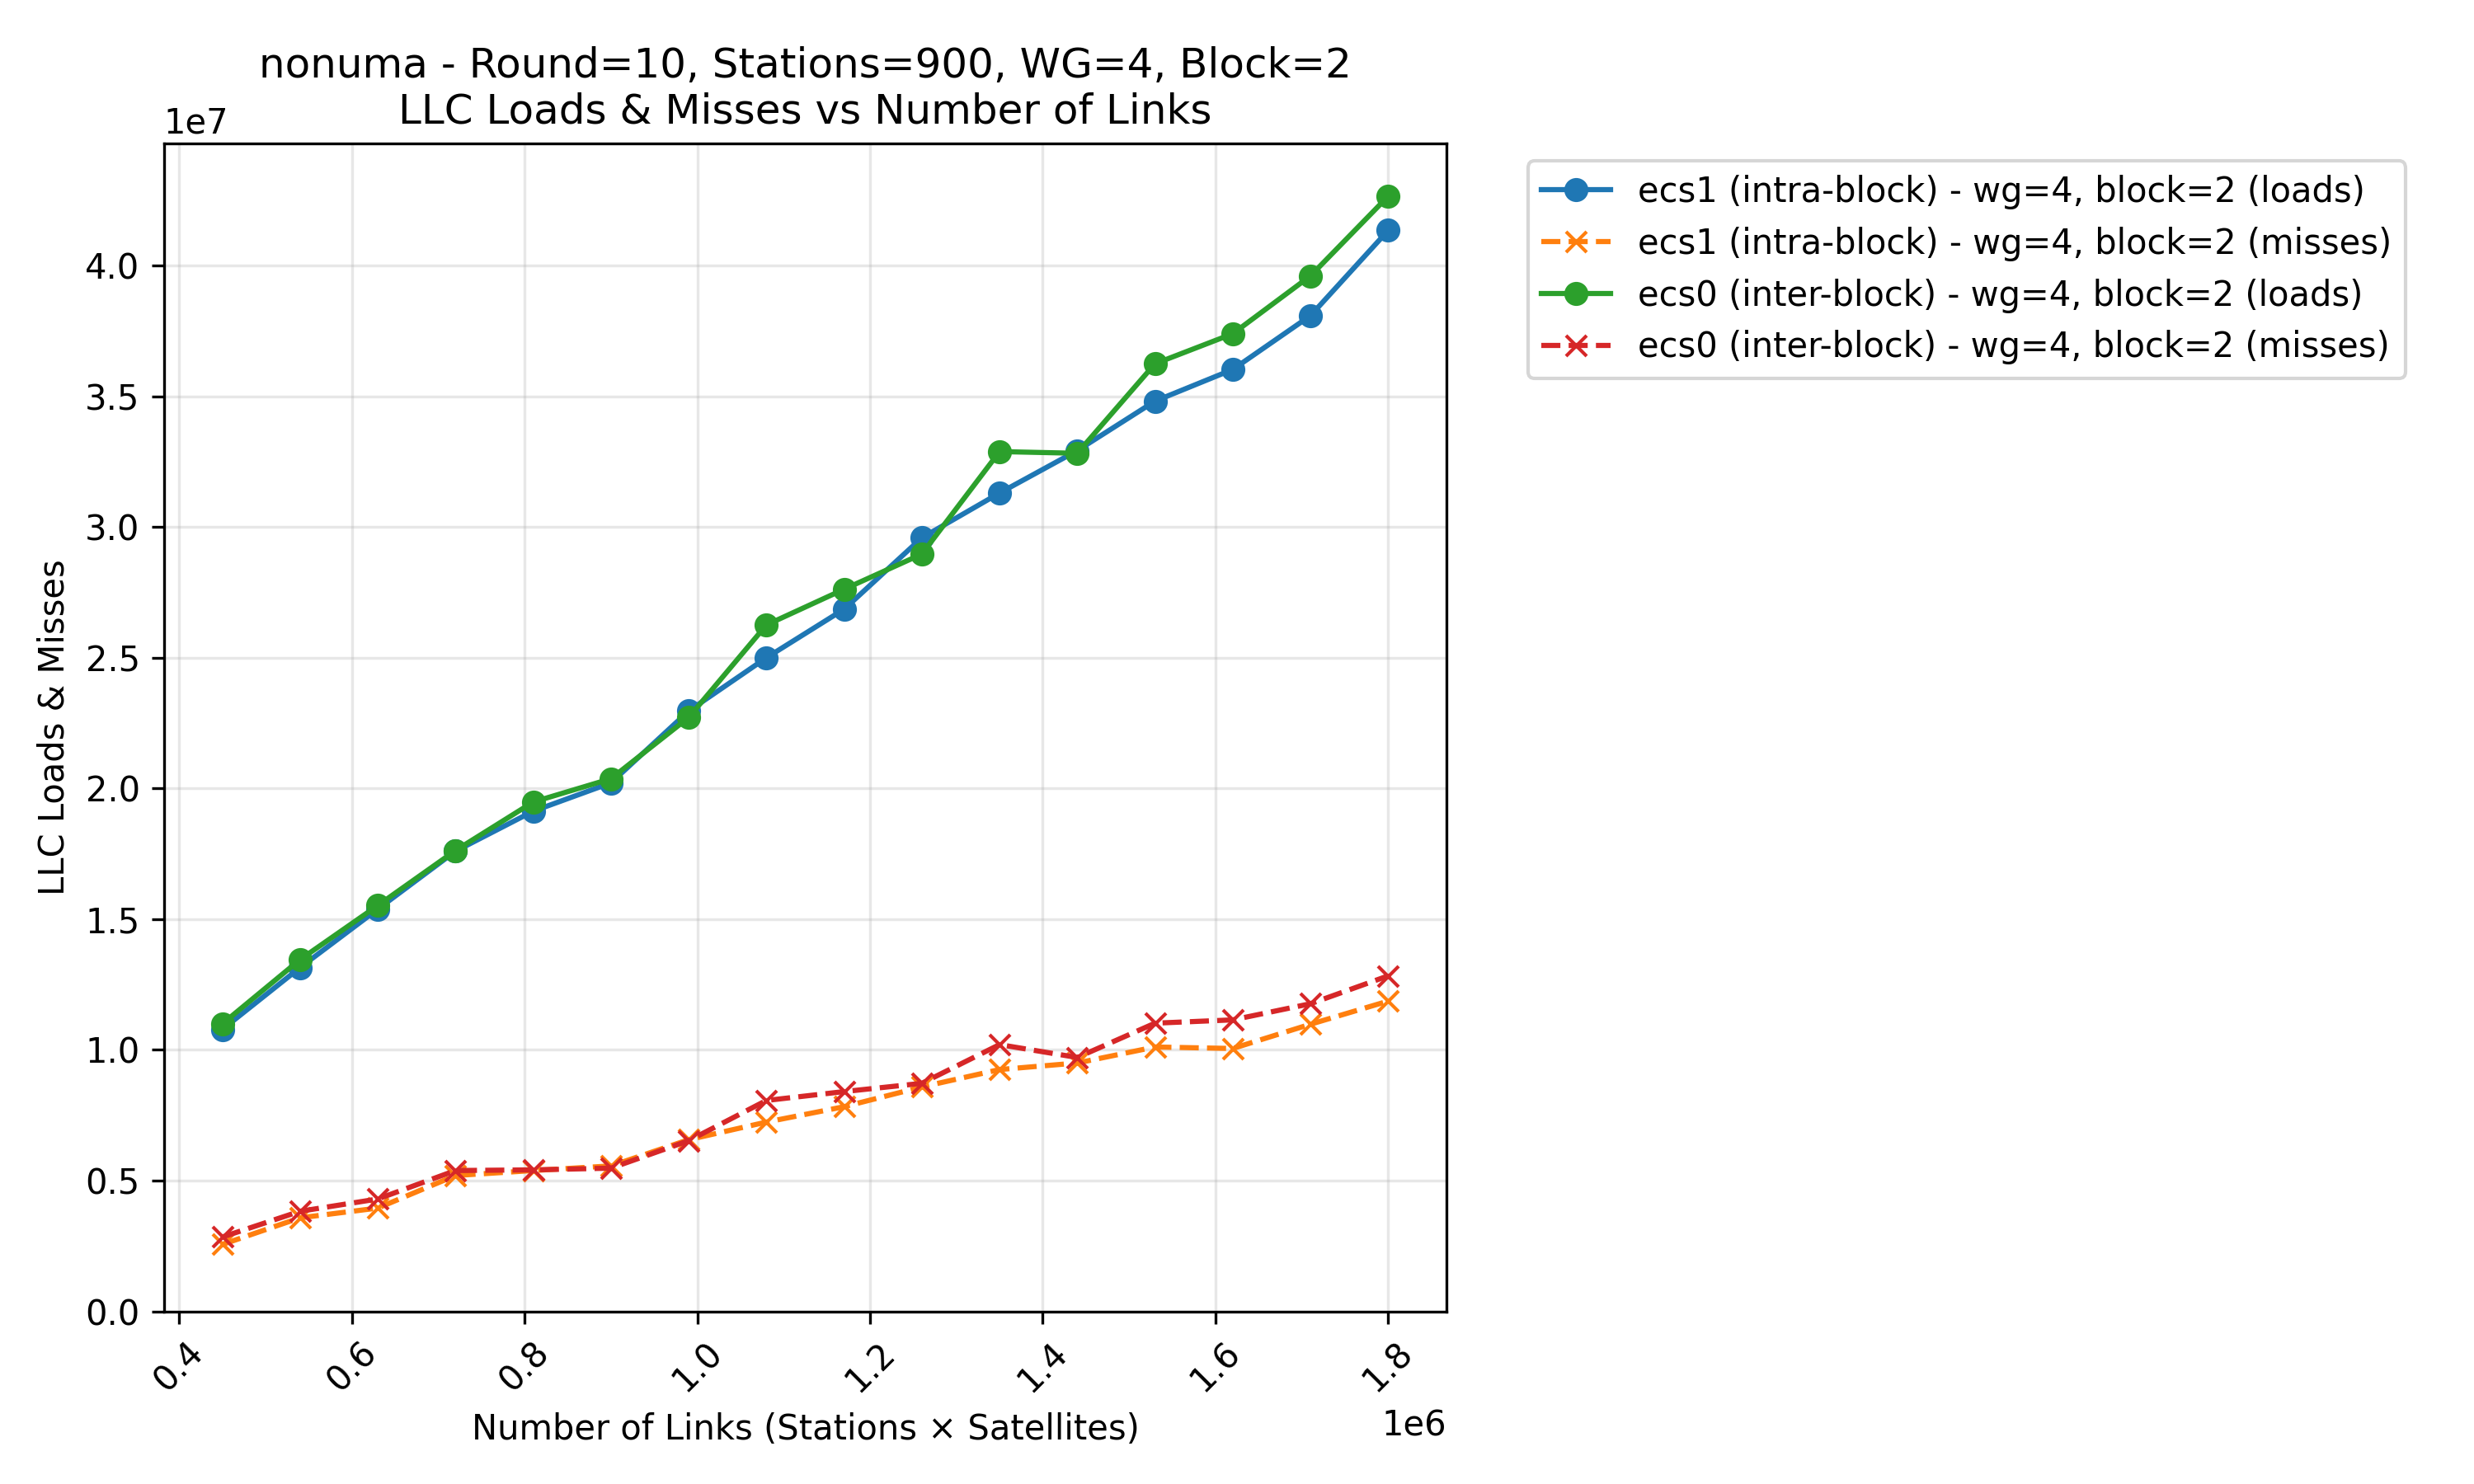 nonuma - Round=10, Stations=900, WG=4, Block=2
LLC Loads & Misses vs Number of Links
1e7
ecs1 (intra-block) - wg=4, block=2 (loads)
ecs1 (intra-block) - wg=4, block=2 (misses)
ecs0 (inter-block) - wg=4, block=2 (loads)
ecs0 (inter-block) - wg=4, block=2 (misses)
4.0
3.5
3.0
2.5
2.0
1.5
1.0
0.5
0.0
LLC Loads & Misses
0.4
0.6
0.8
1.0
1.2
1.4
1.6
1.8
1e6
Number of Links (Stations × Satellites)